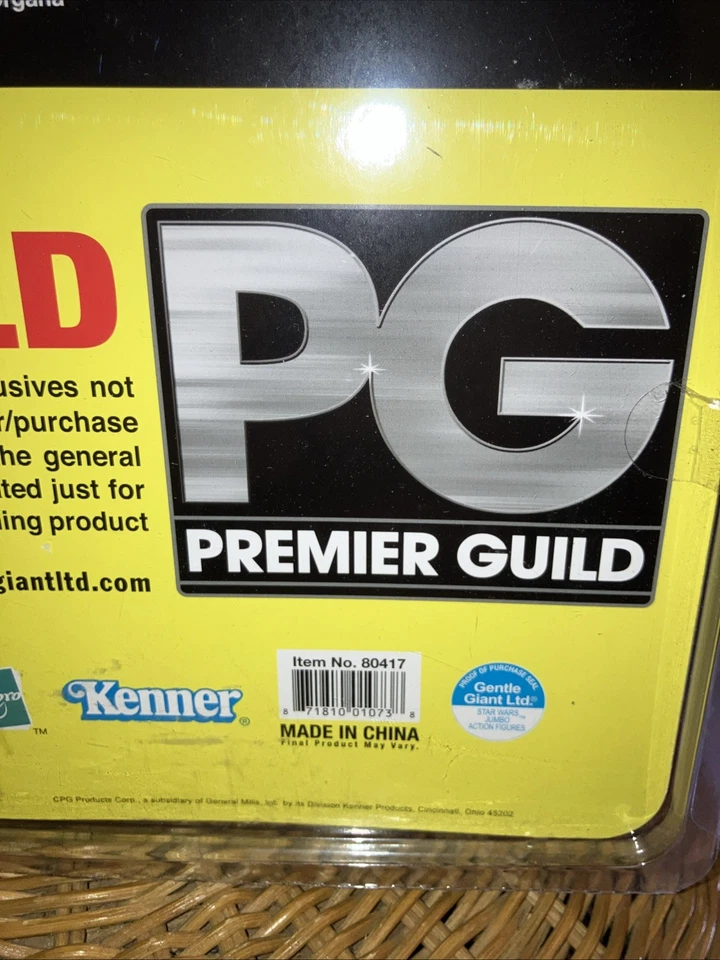 rgana
LD
usives not
r/purchase
he general
ted just for
ing product
giantltd.com
PG
PREMIER GUILD
Kenner®
Item No. 80417
8 71810 01073 8
MADE IN CHINA
Final Product May Vary.
PROOF OF PURCHASE SEAL
Gentle
Giant Ltd.®
STAR WARS™
JUMBO
ACTION FIGURES
TM
CPG Products Corp., a subsidiary of General Mills, Inc. by its Division Kenner Products, Cincinnati, Ohio 45202